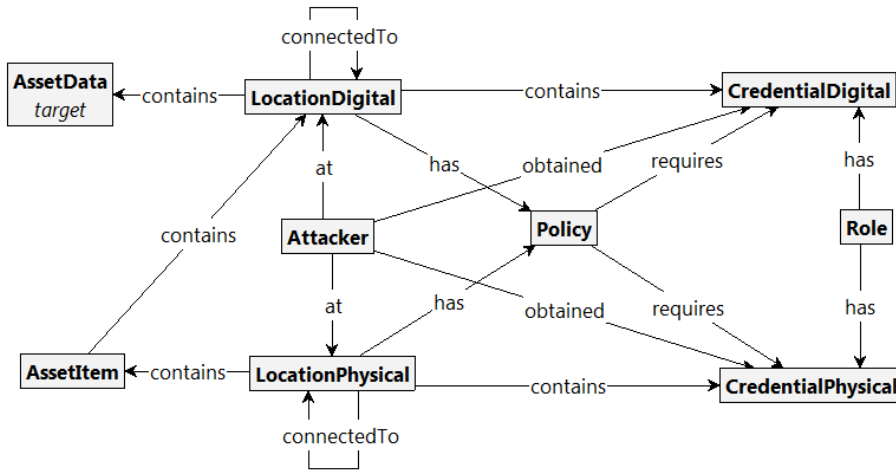 connectedTo
AssetData
target
contains
LocationDigital
contains
CredentialDigital
at
has
obtained
requires
has
contains
Attacker
Policy
Role
at
has
obtained
requires
has
AssetItem
contains
LocationPhysical
contains
CredentialPhysical
connectedTo